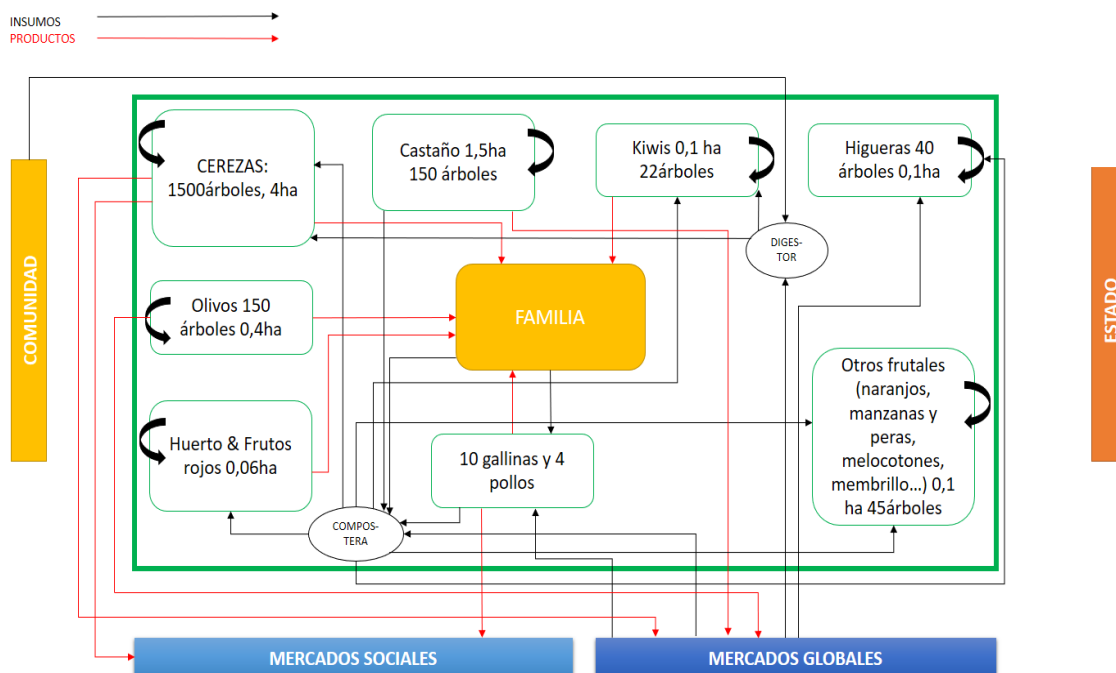 INSUMOS
PRODUCTOS
CEREZAS:
1500árboles, 4ha
Castaño 1,5ha
150 árboles
Kiwis 0,1 ha
22árboles
Higueras 40
árboles 0,1ha
DIGES-
TOR
COMUNIDAD
ESTADO
Olivos 150
árboles 0,4ha
FAMILIA
Otros frutales
(naranjos,
manzanas y
peras,
melocotones,
membrillo...) 0,1
ha 45árboles
Huerto & Frutos
rojos 0,06ha
10 gallinas y 4
pollos
COMPOS-
TERA
MERCADOS SOCIALES
MERCADOS GLOBALES